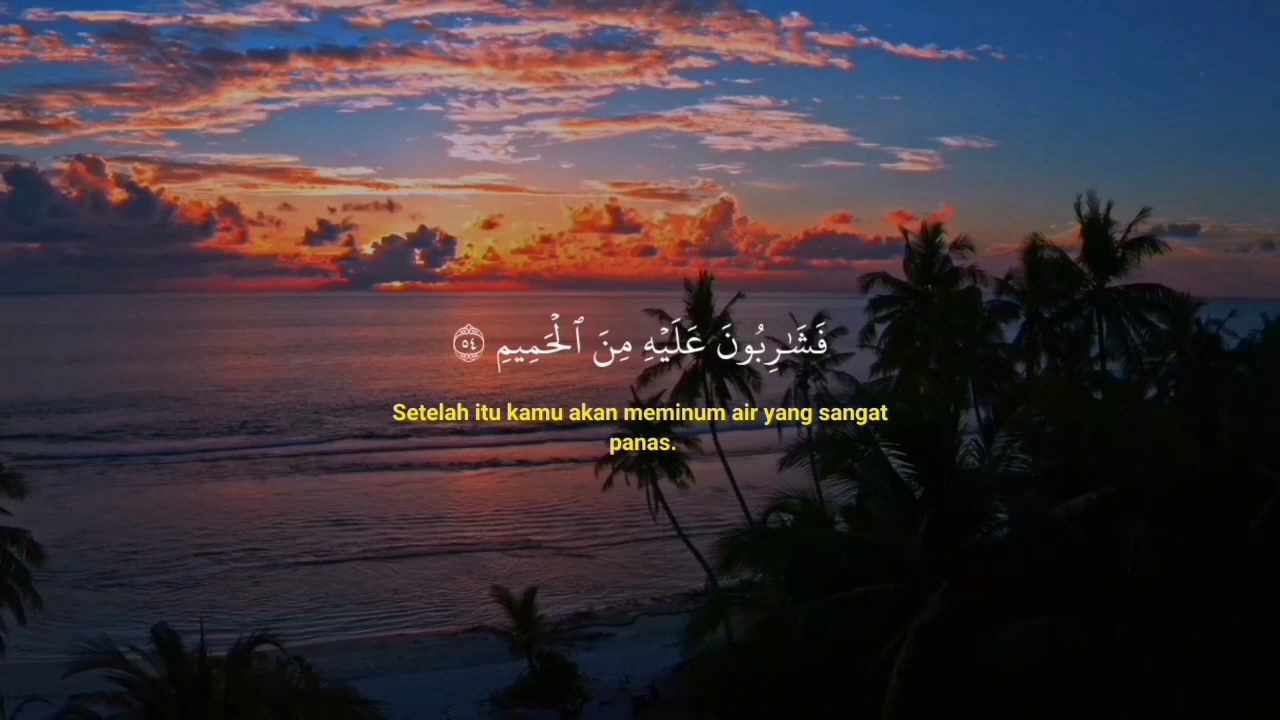 فَشَٰرِبُونَ عَلَيْهِ مِنَ ٱلْحَمِيمِ ٥٤
Setelah itu kamu akan meminum air yang sangat
panas.